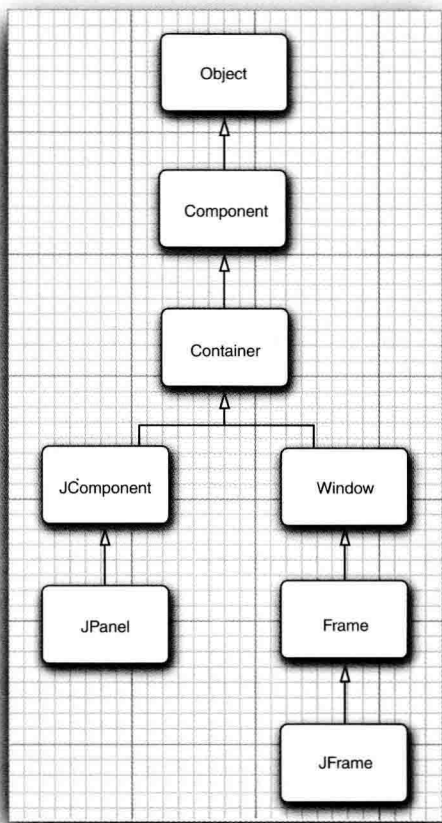 Object
Component
Container
JComponent
Window
JPanel
Frame
JFrame